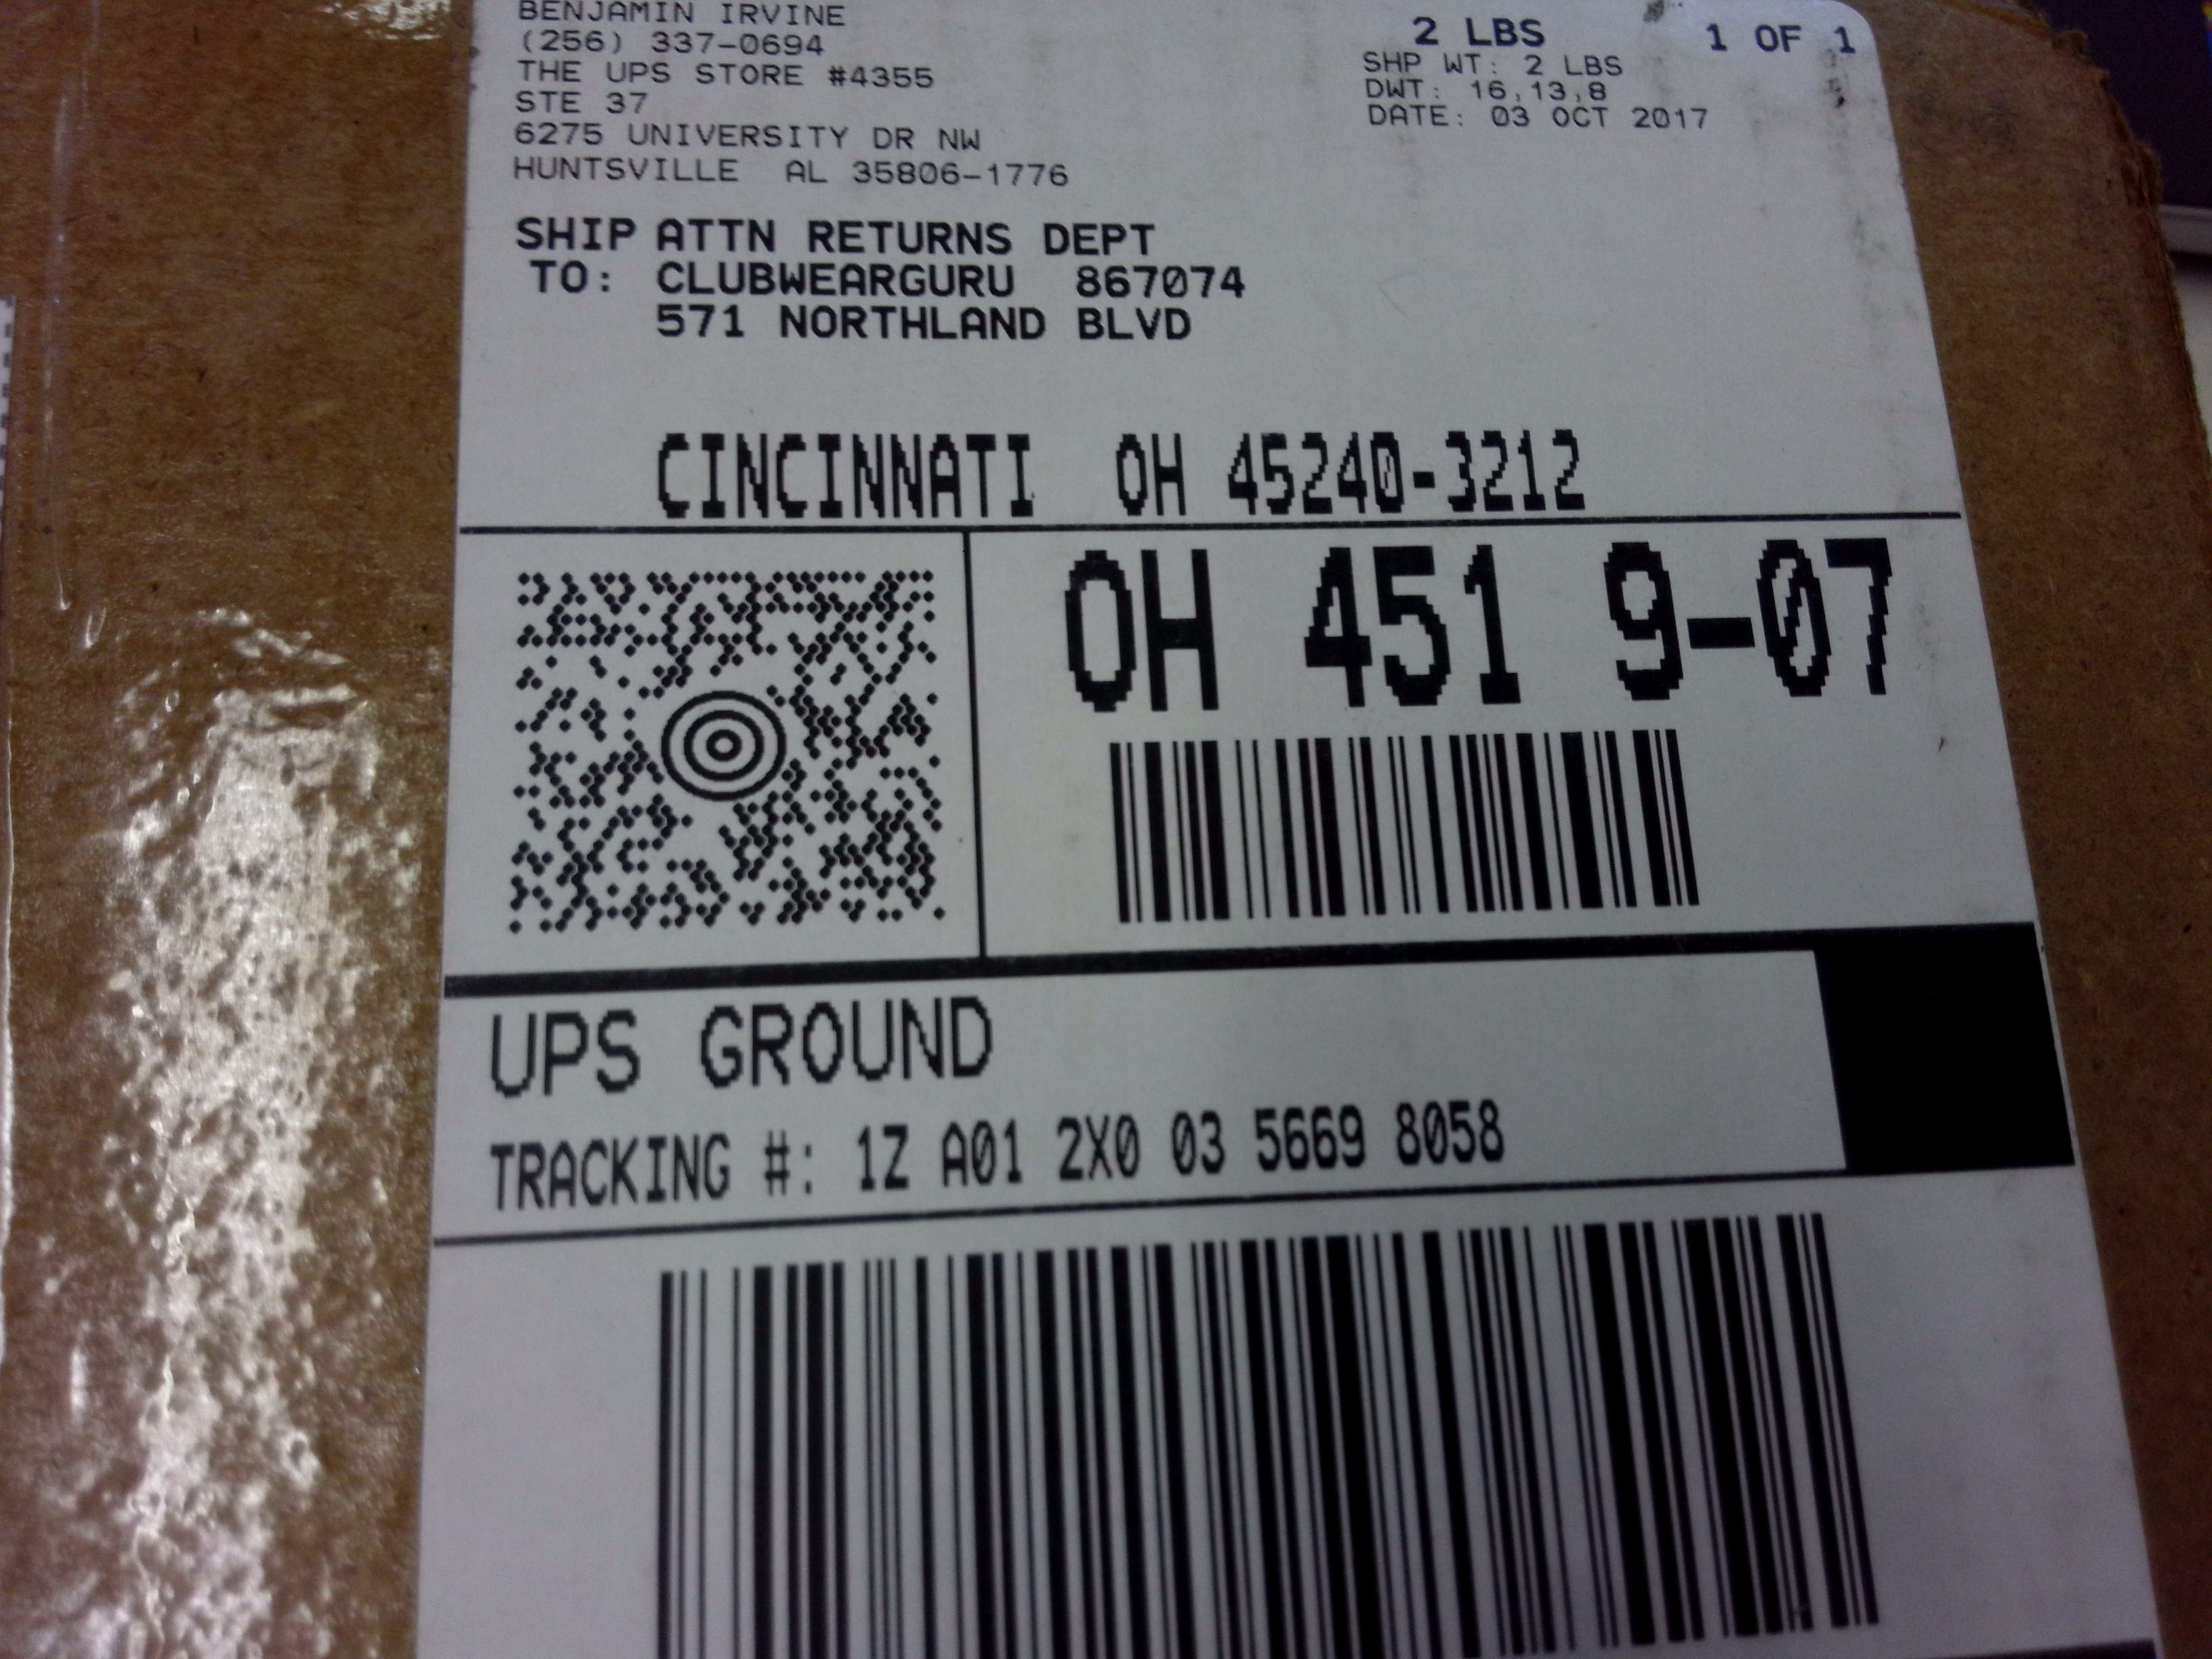 BENJAMIN IRVINE
(256) 337-0694
THE UPS STORE #4355
STE 37
6275 UNIVERSITY DR NW
HUNTSVILLE AL 35806-1776
2 LBS 1 OF 1
SHP WT: 2 LBS
DWT: 16,13,8
DATE: 03 OCT 2017
SHIP ATTN RETURNS DEPT
TO: CLUBWEARGURU 867074
571 NORTHLAND BLVD
CINCINNATI OH 45240-3212
OH 451 9-07
UPS GROUND
TRACKING #: 1Z A01 2X0 03 5669 8058